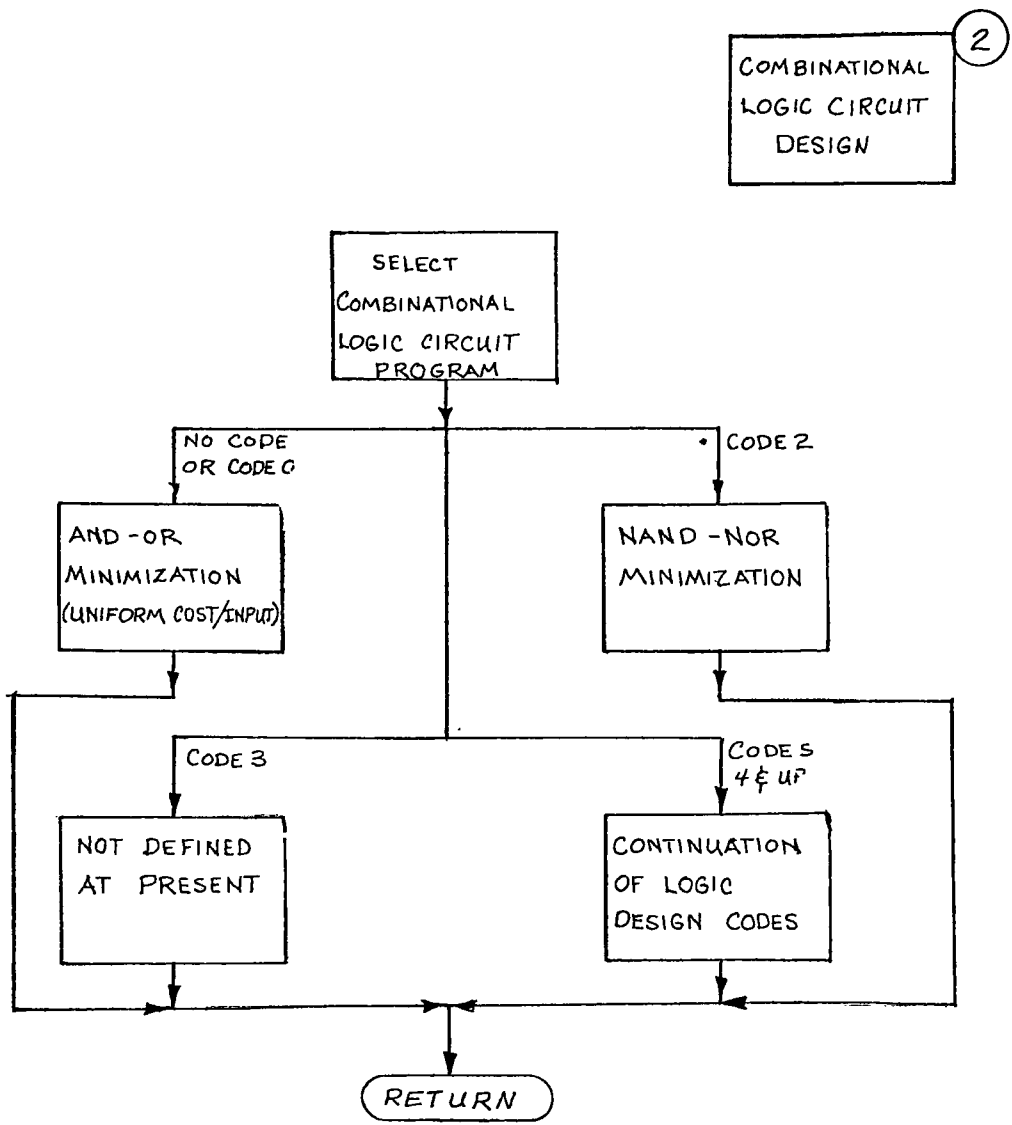 2
COMBINATIONAL
LOGIC CIRCUIT
DESIGN
SELECT
COMBINATIONAL
LOGIC CIRCUIT
PROGRAM
NO CODE
OR CODE 0
CODE 2
AND-OR
MINIMIZATION
(UNIFORM COST/INPUT)
NAND-NOR
MINIMIZATION
CODE 3
CODES
4 & UP
NOT DEFINED
AT PRESENT
CONTINUATION
OF LOGIC
DESIGN CODES
RETURN